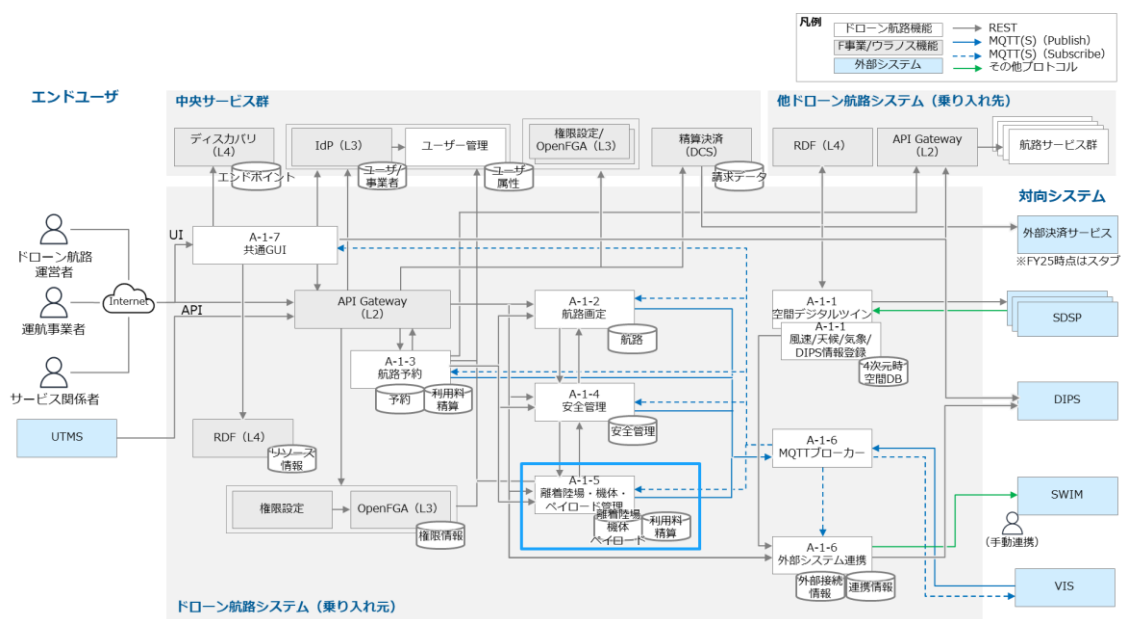 凡例
ドローン航路機能
F事業/ウラノス機能
外部システム
REST
MQTT(S)（Publish）
MQTT(S)（Subscribe）
その他プロトコル
エンドユーザ
中央サービス群
他ドローン航路システム（乗り入れ先）
ディスカバリ
（L4）
エンドポイント
IdP（L3）
ユーザ/
事業者
ユーザー管理
ユーザ
属性
権限設定/
OpenFGA（L3）
精算決済
(DCS)
請求データ
RDF（L4）
API Gateway
（L2）
航路サービス群
対向システム
ドローン航路
運営者
運航事業者
サービス関係者
UTMS
Internet
UI
API
A-1-7
共通GUI
API Gateway
（L2）
A-1-3
航路予約
予約
利用料
精算
RDF（L4）
リソース
情報
権限設定
OpenFGA（L3）
権限情報
A-1-2
航路画定
航路
A-1-4
安全管理
安全管理
A-1-5
離着陸場・機体・
ペイロード管理
離着陸場
機体
ペイロード
利用料
精算
A-1-1
空間デジタルツイン
A-1-1
風速/天候/気象/
DIPS情報登録
4次元時
空間DB
A-1-6
MQTTブローカー
A-1-6
外部システム連携
外部接続
情報
連携情報
外部決済サービス
※FY25時点はスタブ
SDSP
DIPS
SWIM
（手動連携）
VIS
ドローン航路システム（乗り入れ元）